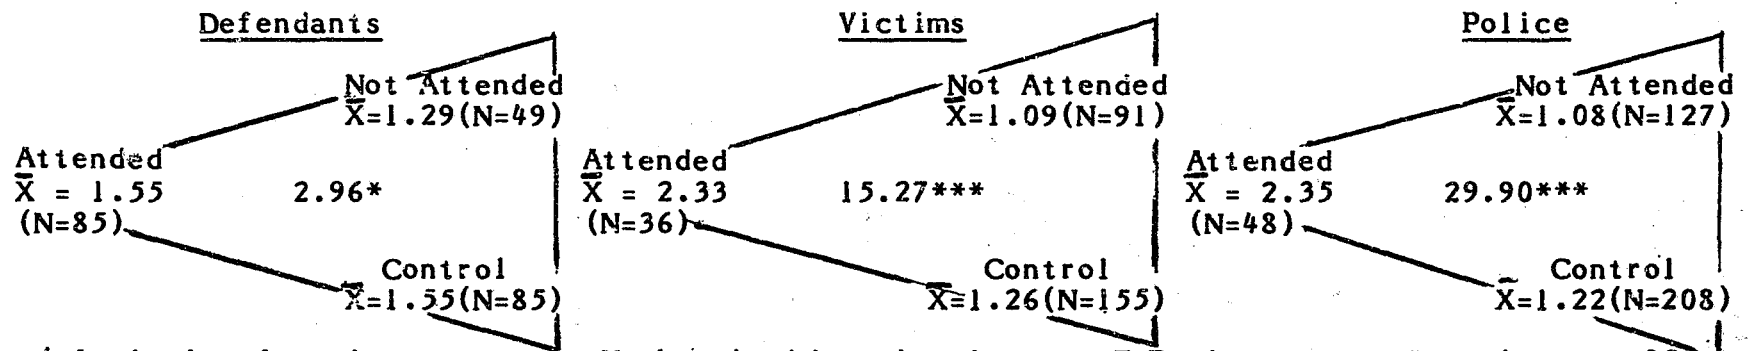 Defendants Victims Police
Not Attended Not Attended Not Attended
X̄=1.29(N=49) X̄=1.09(N=91) X̄=1.08(N=127)
Attended Attended Attended
X̄ = 1.55 2.96* X̄ = 2.33 15.27*** X̄ = 2.35 29.90***
(N=85) (N=36) (N=48)
Control Control Control
X̄=1.55(N=85) X̄=1.26(N=155) X̄=1.22(N=208)